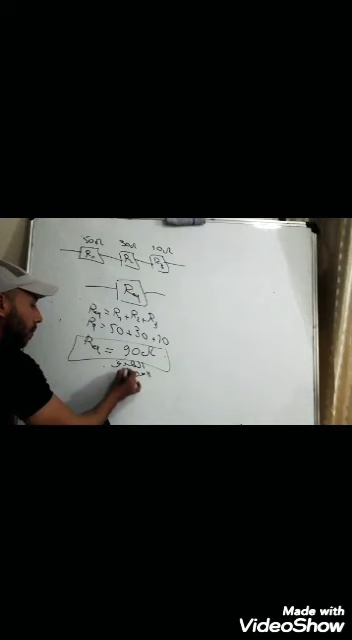 50Ω 30Ω 10Ω
R₁ R₂ R₃
Req
Req = R₁ + R₂ + R₃
Req = 50 + 30 + 10
Req = 90Ω
Made with
VideoShow